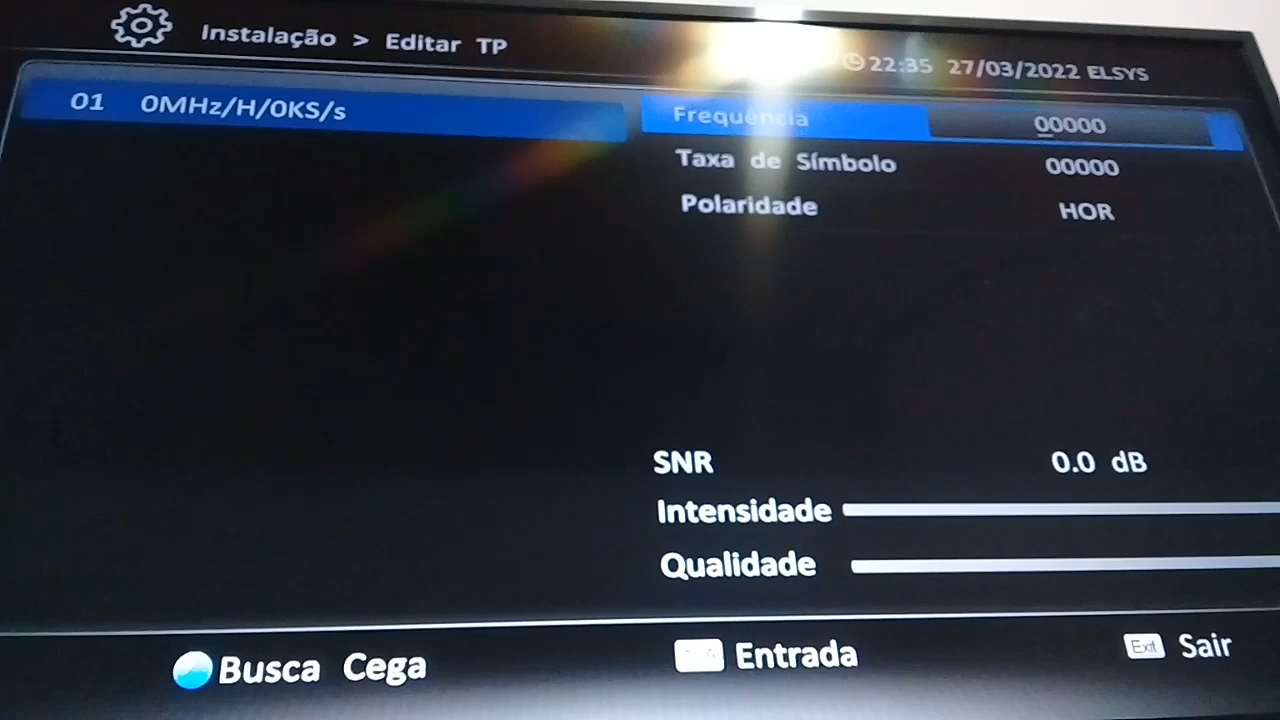 Instalação > Editar TP
22:35 27/03/2022 ELSYS
01 0MHz/H/0KS/s
Frequência 00000
Taxa de Símbolo 00000
Polaridade HOR
SNR 0.0 dB
Intensidade
Qualidade
Busca Cega
Entrada
Exit Sair